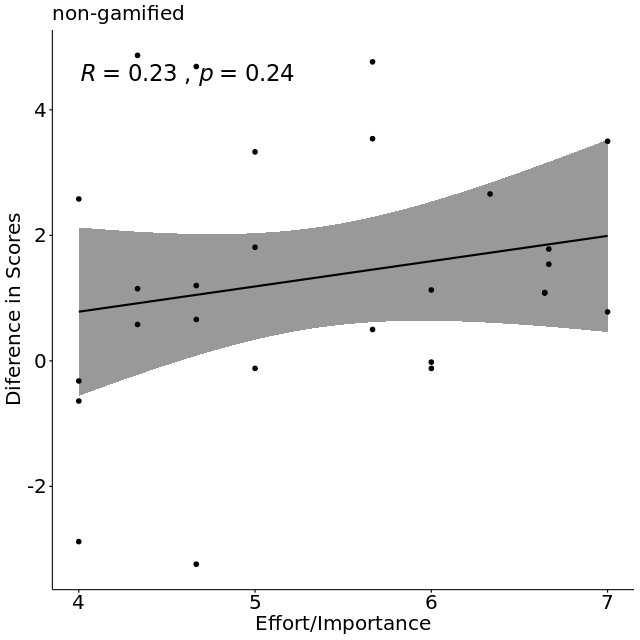 non-gamified
R = 0.23 , p = 0.24
4
2
0
-2
Diference in Scores
4 5 6 7
Effort/Importance